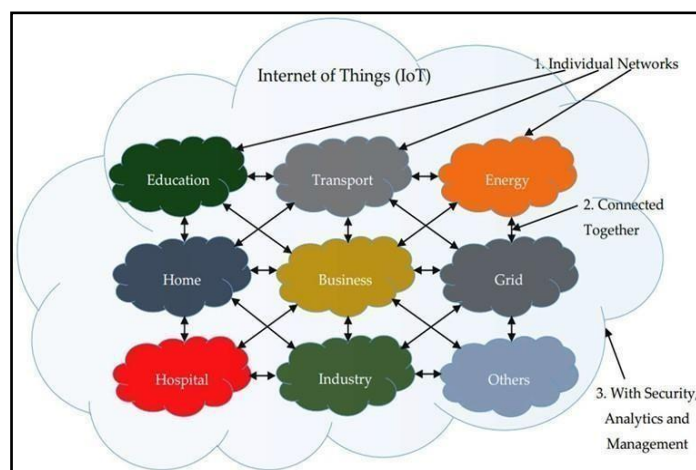 1. Individual Networks
Internet of Things (IoT)
Education
Transport
Energy
2. Connected
Together
Home
Business
Grid
Hospital
Industry
Others
3. With Security,
Analytics and
Management